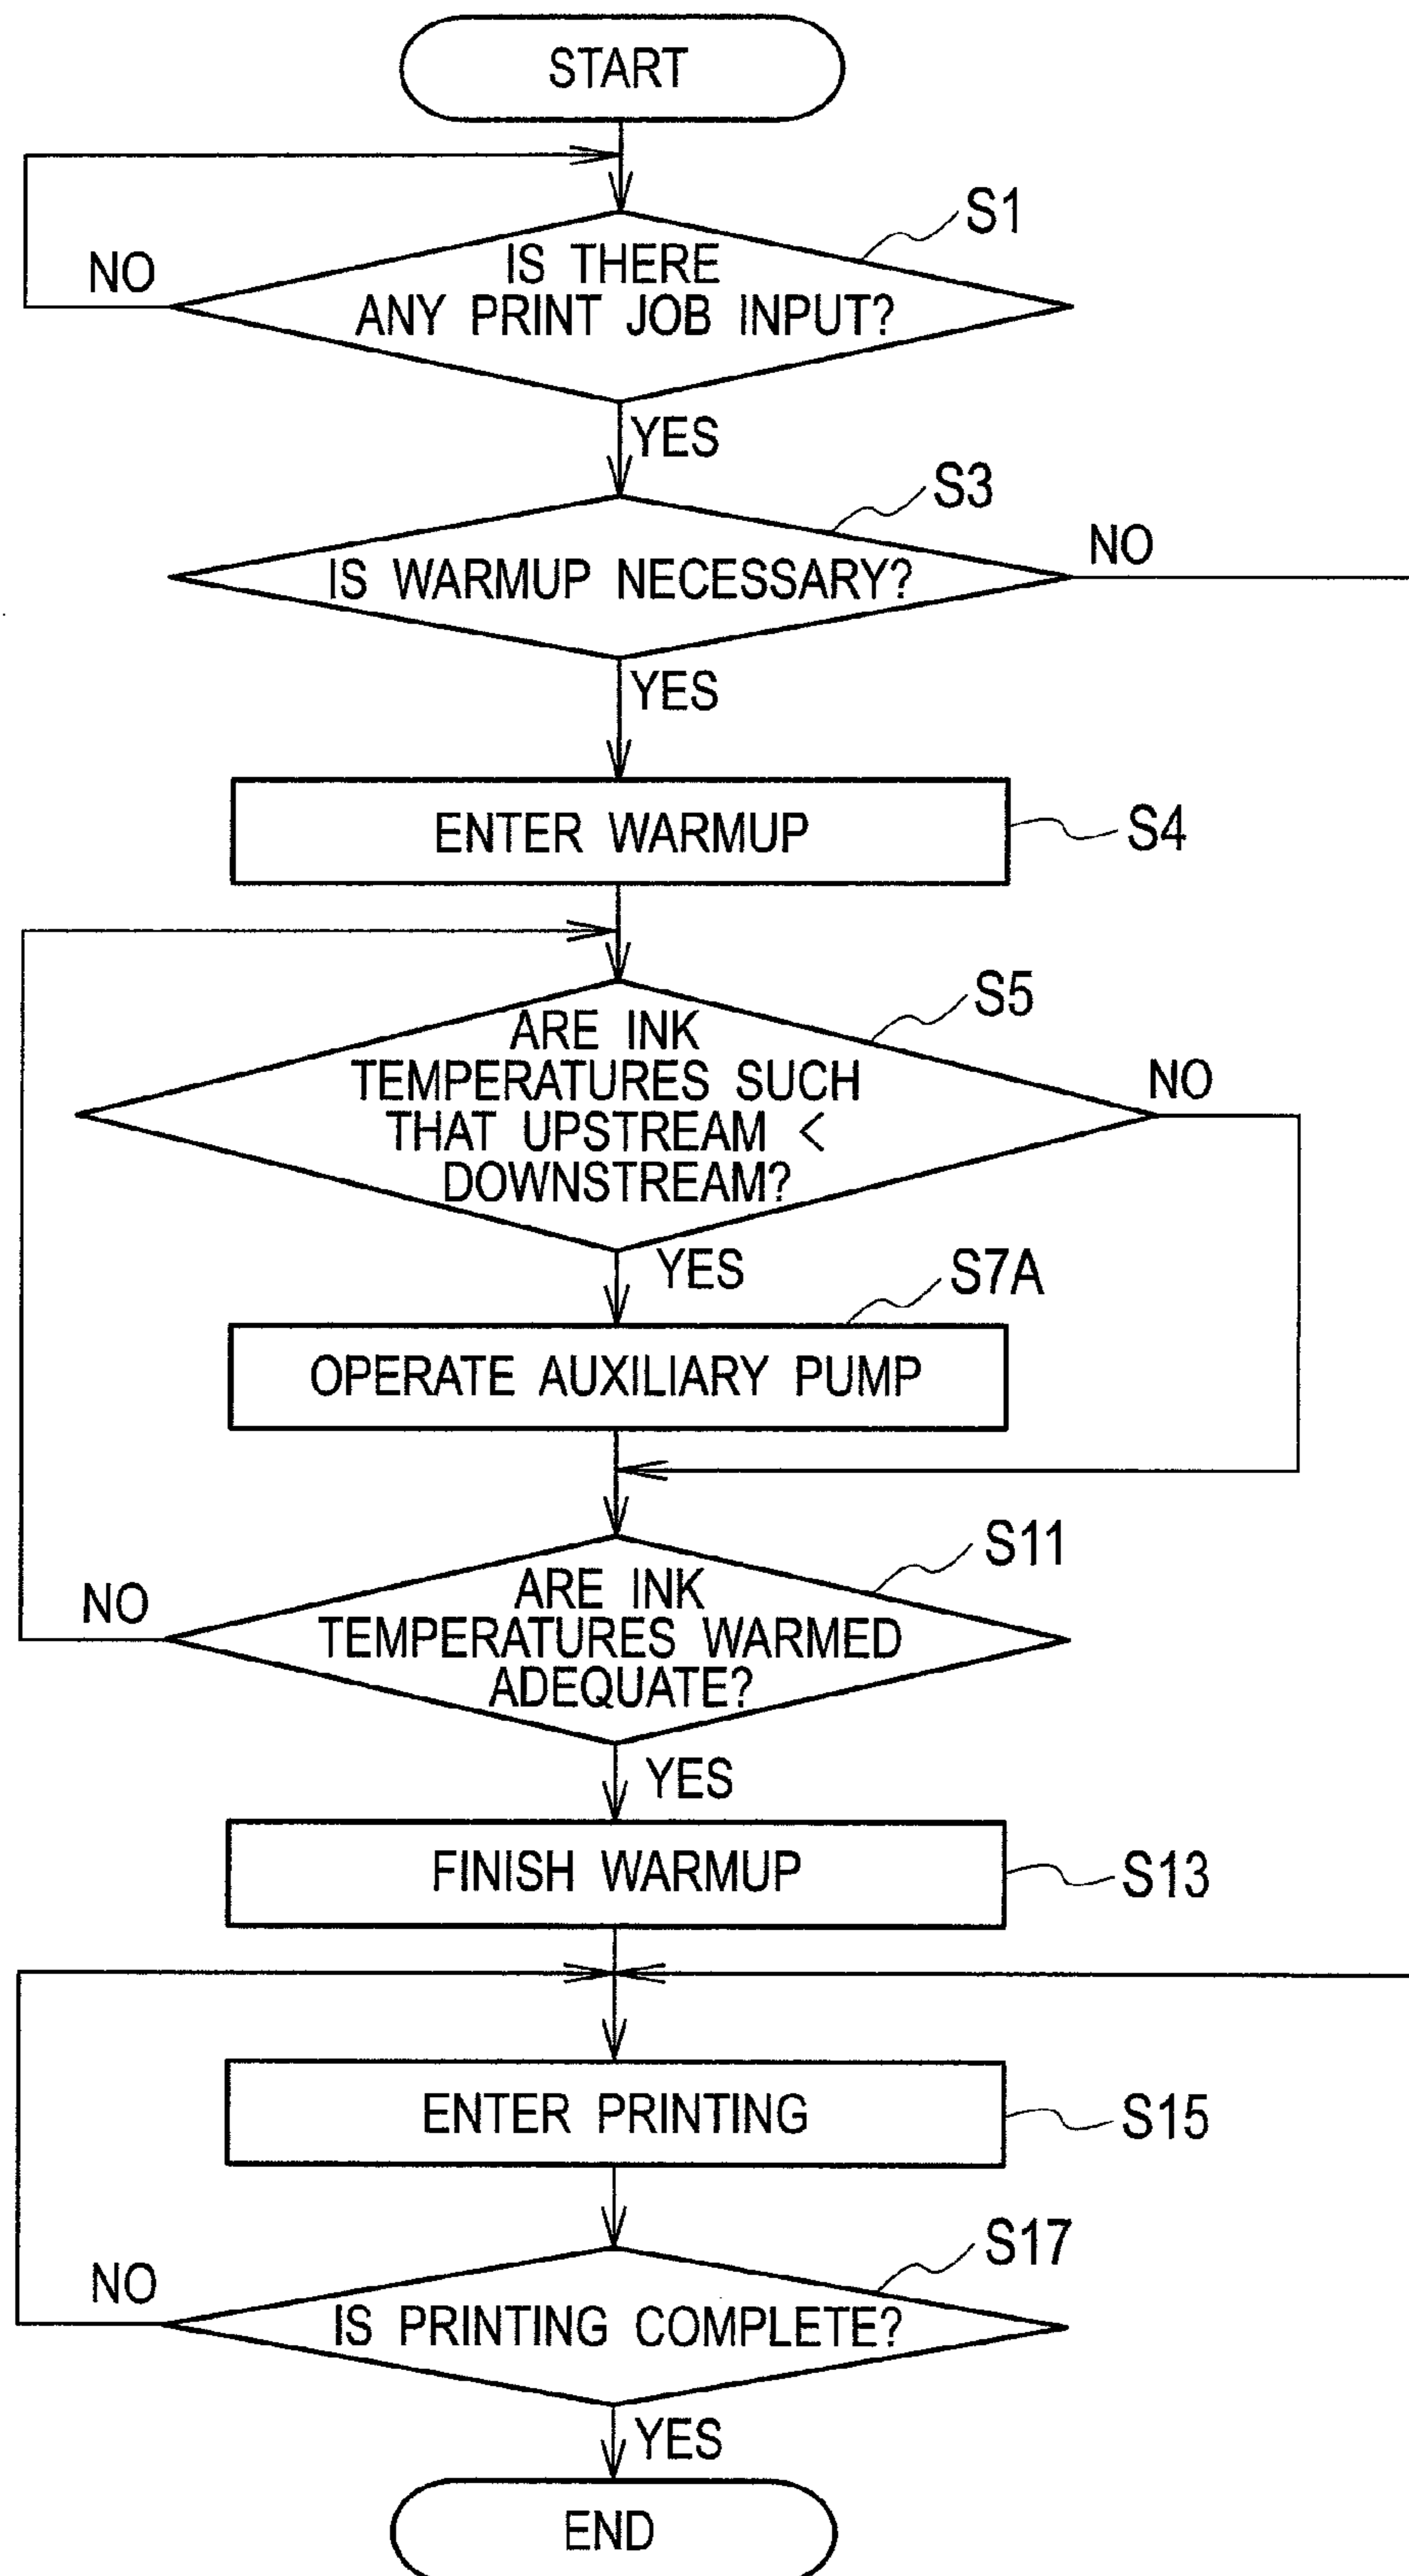 START
S1
NO
IS THERE
ANY PRINT JOB INPUT?
YES
S3
NO
IS WARMUP NECESSARY?
YES
ENTER WARMUP
S4
S5
ARE INK
TEMPERATURES SUCH
THAT UPSTREAM <
DOWNSTREAM?
NO
YES
S7A
OPERATE AUXILIARY PUMP
S11
NO
ARE INK
TEMPERATURES WARMED
ADEQUATE?
YES
FINISH WARMUP
S13
ENTER PRINTING
S15
S17
NO
IS PRINTING COMPLETE?
YES
END